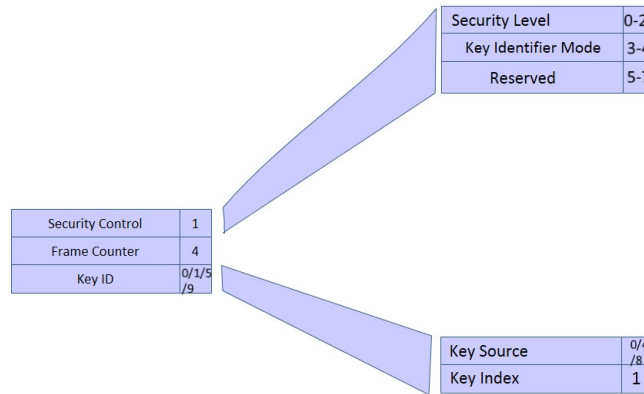 Security Level 0-2
Key Identifier Mode 3-4
Reserved 5-7
Security Control 1
Frame Counter 4
Key ID 0/1/5
/9
Key Source 0/4
/8
Key Index 1